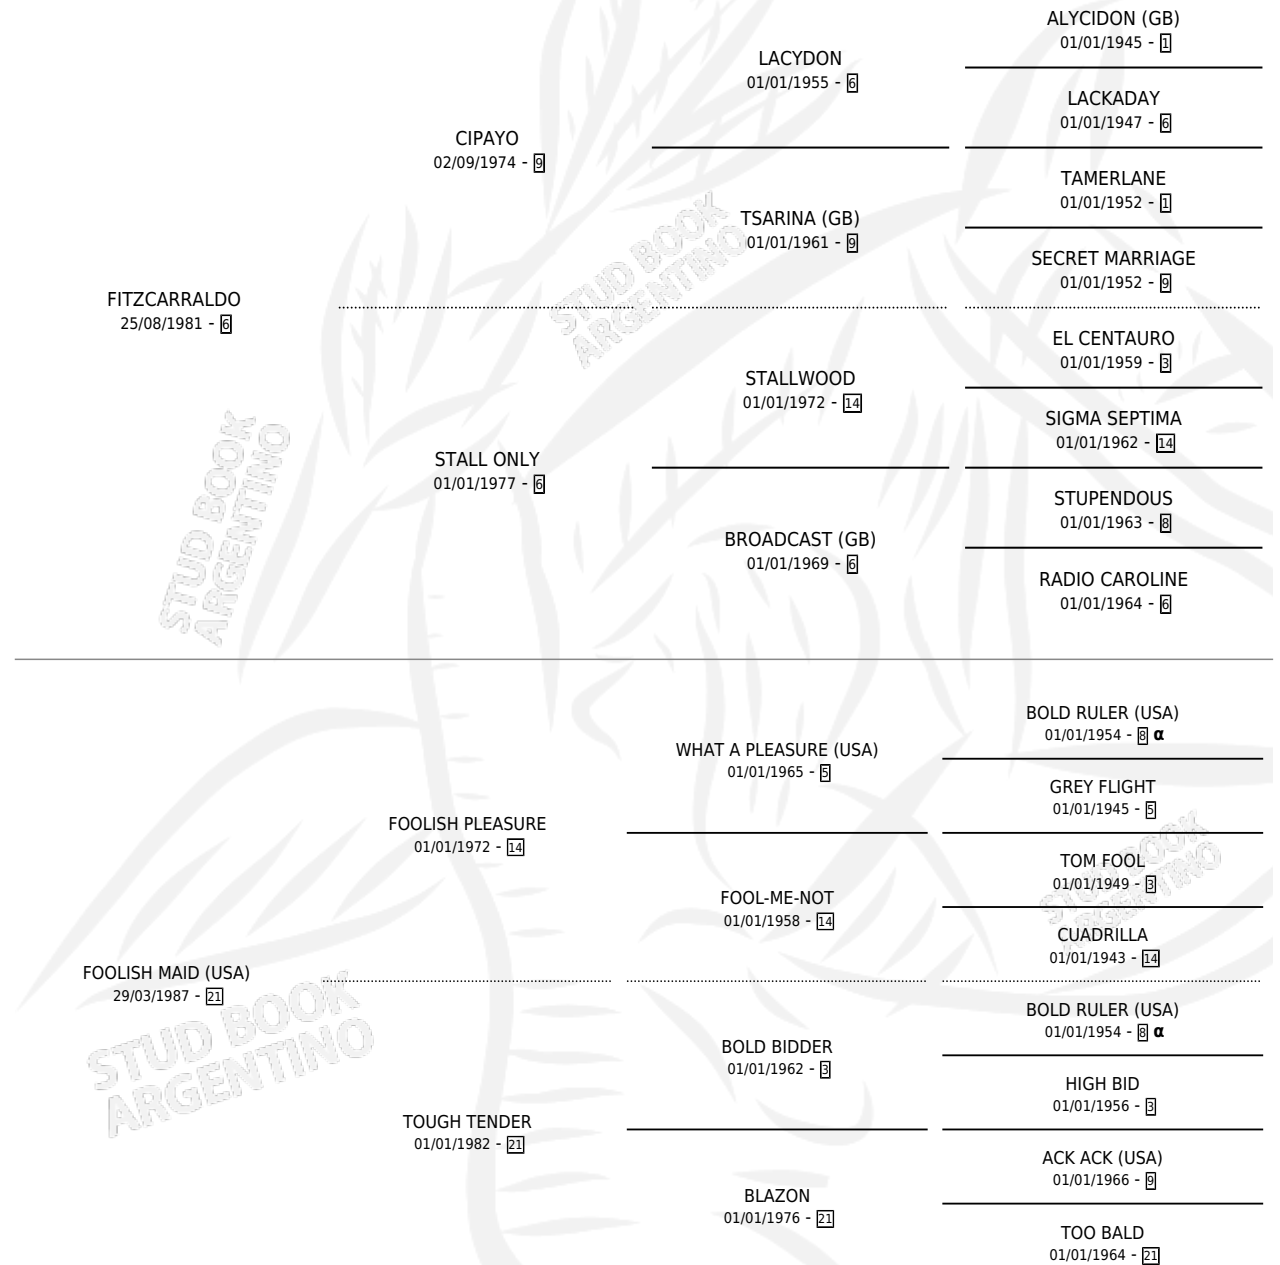 ALYCIDON (GB)
01/01/1945 - 1
LACYDON
01/01/1955 - 6
LACKADAY
01/01/1947 - 6
CIPAYO
02/09/1974 - 9
TAMERLANE
01/01/1952 - 1
TSARINA (GB)
01/01/1961 - 9
SECRET MARRIAGE
01/01/1952 - 9
FITZCARRALDO
25/08/1981 - 6
EL CENTAURO
01/01/1959 - 3
STALLWOOD
01/01/1972 - 14
SIGMA SEPTIMA
01/01/1962 - 14
STALL ONLY
01/01/1977 - 6
STUPENDOUS
01/01/1963 - 8
BROADCAST (GB)
01/01/1969 - 6
RADIO CAROLINE
01/01/1964 - 6
STUD BOOK
ARGENTINO
STUD BOOK
ARGENTINO
BOLD RULER (USA)
01/01/1954 - 8 α
WHAT A PLEASURE (USA)
01/01/1965 - 5
GREY FLIGHT
01/01/1945 - 5
FOOLISH PLEASURE
01/01/1972 - 14
TOM FOOL
01/01/1949 - 3
FOOL-ME-NOT
01/01/1958 - 14
CUADRILLA
01/01/1943 - 14
FOOLISH MAID (USA)
29/03/1987 - 21
BOLD RULER (USA)
01/01/1954 - 8 α
BOLD BIDDER
01/01/1962 - 3
HIGH BID
01/01/1956 - 3
TOUGH TENDER
01/01/1982 - 21
ACK ACK (USA)
01/01/1966 - 9
BLAZON
01/01/1976 - 21
TOO BALD
01/01/1964 - 21
STUD BOOK
ARGENTINO
STUD BOOK
ARGENTINO